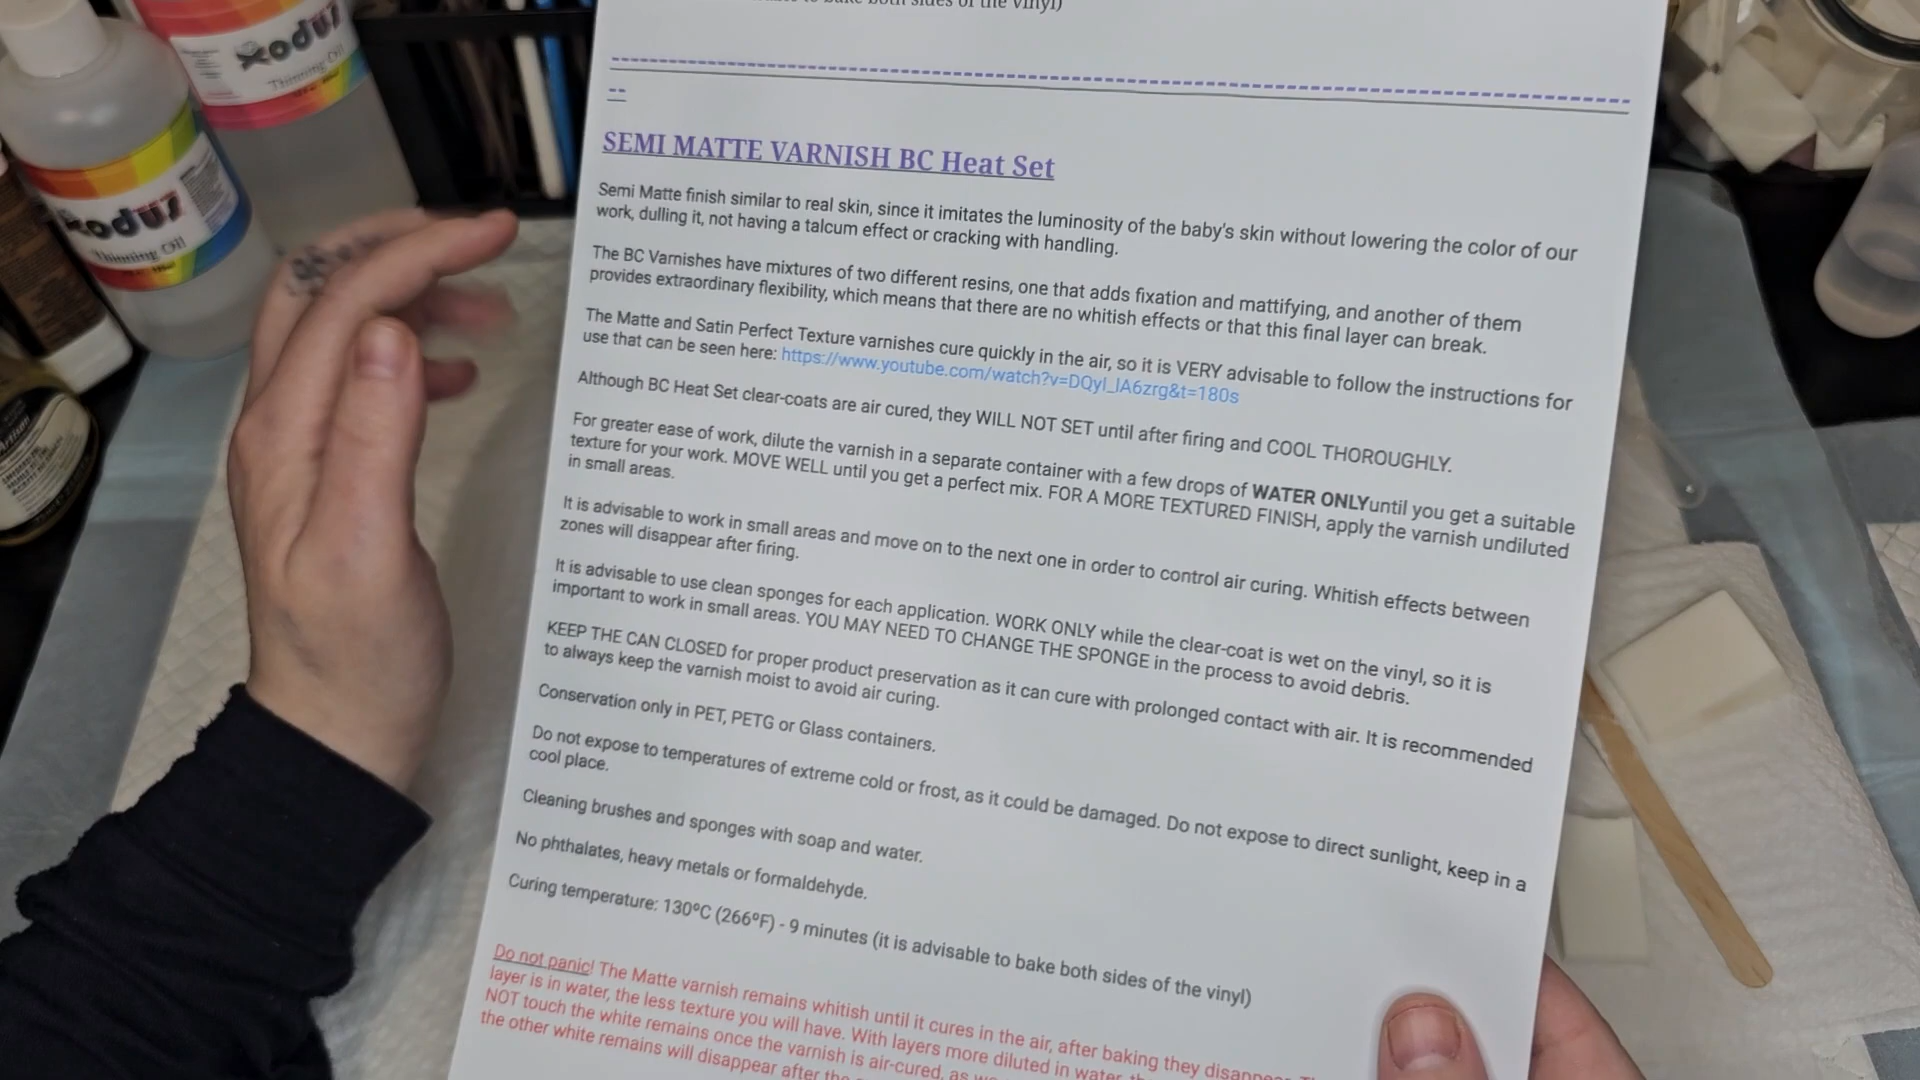 to bake both sides of the vinyl)
xoduz
Thinning Oil
xoduz
Thinning Oil
--
SEMI MATTE VARNISH BC Heat Set
Semi Matte finish similar to real skin, since it imitates the luminosity of the baby's skin without lowering the color of our
work, dulling it, not having a talcum effect or cracking with handling.
The BC Varnishes have mixtures of two different resins, one that adds fixation and mattifying, and another of them
provides extraordinary flexibility, which means that there are no whitish effects or that this final layer can break.
The Matte and Satin Perfect Texture varnishes cure quickly in the air, so it is VERY advisable to follow the instructions for
use that can be seen here: https://www.youtube.com/watch?v=DQyl_lA6zrg&t=180s
Although BC Heat Set clear-coats are air cured, they WILL NOT SET until after firing and COOL THOROUGHLY.
For greater ease of work, dilute the varnish in a separate container with a few drops of WATER ONLYuntil you get a suitable
texture for your work. MOVE WELL until you get a perfect mix. FOR A MORE TEXTURED FINISH, apply the varnish undiluted
in small areas.
It is advisable to work in small areas and move on to the next one in order to control air curing. Whitish effects between
zones will disappear after firing.
It is advisable to use clean sponges for each application. WORK ONLY while the clear-coat is wet on the vinyl, so it is
important to work in small areas. YOU MAY NEED TO CHANGE THE SPONGE in the process to avoid debris.
KEEP THE CAN CLOSED for proper product preservation as it can cure with prolonged contact with air. It is recommended
to always keep the varnish moist to avoid air curing.
Conservation only in PET, PETG or Glass containers.
Do not expose to temperatures of extreme cold or frost, as it could be damaged. Do not expose to direct sunlight, keep in a
cool place.
Cleaning brushes and sponges with soap and water.
No phthalates, heavy metals or formaldehyde.
Curing temperature: 130ºC (266ºF) - 9 minutes (it is advisable to bake both sides of the vinyl)
Do not panic! The Matte varnish remains whitish until it cures in the air, after baking they
layer is in water, the less texture you will have. With layers more diluted in water,
NOT touch the white remains once the varnish is air-cured, as
the other white remains will disappear after the